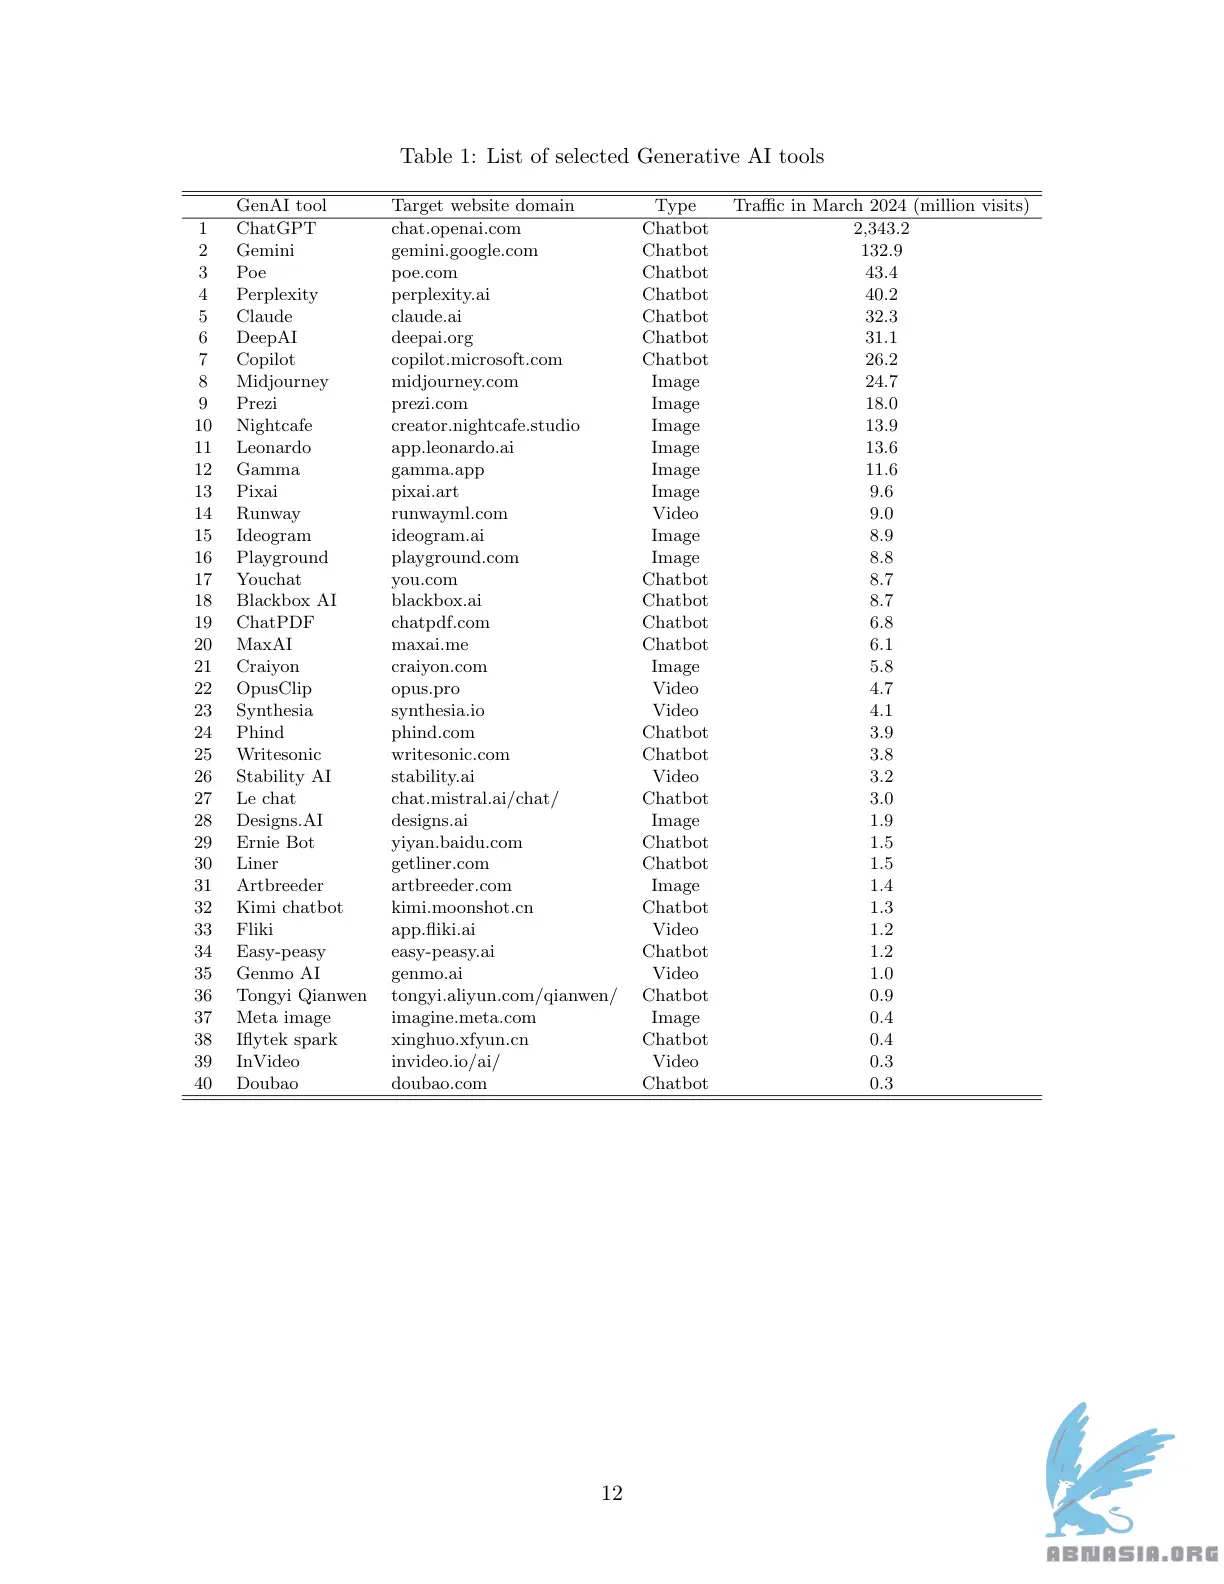 Table 1: List of selected Generative AI tools
GenAI tool Target website domain Type Traffic in March 2024 (million visits)
1 ChatGPT chat.openai.com Chatbot 2,343.2
2 Gemini gemini.google.com Chatbot 132.9
3 Poe poe.com Chatbot 43.4
4 Perplexity perplexity.ai Chatbot 40.2
5 Claude claude.ai Chatbot 32.3
6 DeepAI deepai.org Chatbot 31.1
7 Copilot copilot.microsoft.com Chatbot 26.2
8 Midjourney midjourney.com Image 24.7
9 Prezi prezi.com Image 18.0
10 Nightcafe creator.nightcafe.studio Image 13.9
11 Leonardo app.leonardo.ai Image 13.6
12 Gamma gamma.app Image 11.6
13 Pixai pixai.art Image 9.6
14 Runway runwayml.com Video 9.0
15 Ideogram ideogram.ai Image 8.9
16 Playground playground.com Image 8.8
17 Youchat you.com Chatbot 8.7
18 Blackbox AI blackbox.ai Chatbot 8.7
19 ChatPDF chatpdf.com Chatbot 6.8
20 MaxAI maxai.me Chatbot 6.1
21 Craiyon craiyon.com Image 5.8
22 OpusClip opus.pro Video 4.7
23 Synthesia synthesia.io Video 4.1
24 Phind phind.com Chatbot 3.9
25 Writesonic writesonic.com Chatbot 3.8
26 Stability AI stability.ai Video 3.2
27 Le chat chat.mistral.ai/chat/ Chatbot 3.0
28 Designs.AI designs.ai Image 1.9
29 Ernie Bot yiyan.baidu.com Chatbot 1.5
30 Liner getliner.com Chatbot 1.5
31 Artbreeder artbreeder.com Image 1.4
32 Kimi chatbot kimi.moonshot.cn Chatbot 1.3
33 Fliki app.fliki.ai Video 1.2
34 Easy-peasy easy-peasy.ai Chatbot 1.2
35 Genmo AI genmo.ai Video 1.0
36 Tongyi Qianwen tongyi.aliyun.com/qianwen/ Chatbot 0.9
37 Meta image imagine.meta.com Image 0.4
38 Iflytek spark xinghuo.xfyun.cn Chatbot 0.4
39 InVideo invideo.io/ai/ Video 0.3
40 Doubao doubao.com Chatbot 0.3
12
ABNASIA.ORG